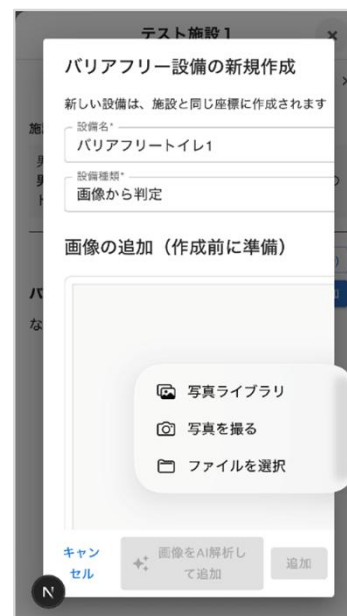 テスト施設1
×
バリアフリー設備の新規作成
新しい設備は、施設と同じ座標に作成されます
施
設備名*
バリアフリートイレ1
男
設備種類*
画像から判定
ト
画像の追加(作成前に準備)
バ
な
写真ライブラリ
写真を撮る
ファイルを選択
キャン
セル
画像をAI解析し
て追加
追加
N